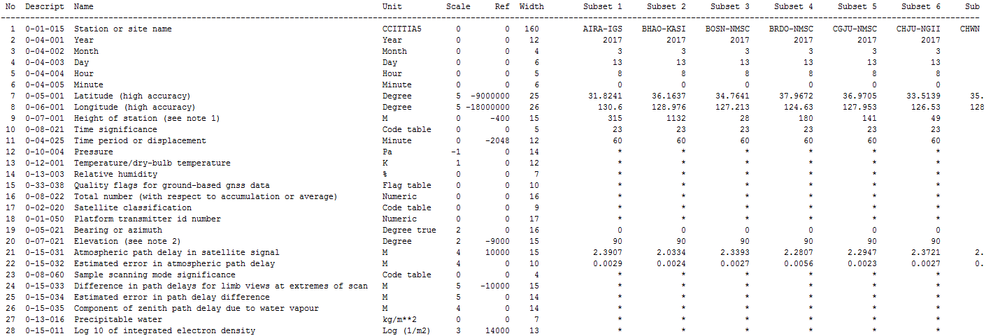 No Descript Name Unit Scale Ref Width Subset 1 Subset 2 Subset 3 Subset 4 Subset 5 Subset 6 Sub
1 0-01-015 Station or site name CCITTIA5 0 0 160 AIRA-IGS BHAO-KASI BOSN-NMSC BRDO-NMSC CGJU-NMSC CHJU-NGII CHWN
2 0-04-001 Year Year 0 0 12 2017 2017 2017 2017 2017 2017
3 0-04-002 Month Month 0 0 4 3 3 3 3 3 3
4 0-04-003 Day Day 0 0 6 13 13 13 13 13 13
5 0-04-004 Hour Hour 0 0 5 8 8 8 8 8 8
6 0-04-005 Minute Minute 0 0 6 0 0 0 0 0 0
7 0-05-001 Latitude (high accuracy) Degree 5 -9000000 25 31.8241 36.1637 34.7641 37.9672 36.9705 33.5139 35.
8 0-06-001 Longitude (high accuracy) Degree 5 -18000000 26 130.6 128.976 127.213 124.63 127.953 126.53 128
9 0-07-001 Height of station (see note 1) M 0 -400 15 315 1132 28 180 141 49
10 0-08-021 Time significance Code table 0 0 5 23 23 23 23 23 23
11 0-04-025 Time period or displacement Minute 0 -2048 12 60 60 60 60 60 60
12 0-10-004 Pressure Pa -1 0 14 * * * * * *
13 0-12-001 Temperature/dry-bulb temperature K 1 0 12 * * * * * *
14 0-13-003 Relative humidity % 0 0 7 * * * * * *
15 0-33-038 Quality flags for ground-based gnss data Flag table 0 0 10 * * * * * *
16 0-08-022 Total number (with respect to accumulation or average) Numeric 0 0 16 * * * * * *
17 0-02-020 Satellite classification Code table 0 0 9 * * * * * *
18 0-01-050 Platform transmitter id number Numeric 0 0 17 * * * * * *
19 0-05-021 Bearing or azimuth Degree true 2 0 16 0 0 0 0 0 0
20 0-07-021 Elevation (see note 2) Degree 2 -9000 15 90 90 90 90 90 90
21 0-15-031 Atmospheric path delay in satellite signal M 4 10000 15 2.3907 2.0334 2.3393 2.2807 2.2947 2.3721 2.
22 0-15-032 Estimated error in atmospheric path delay M 4 0 10 0.0029 0.0024 0.0027 0.0056 0.0023 0.0027 0.
23 0-08-060 Sample scanning mode significance Code table 0 0 4 * * * * * *
24 0-15-033 Difference in path delays for limb views at extremes of scan M 5 -10000 15 * * * * * *
25 0-15-034 Estimated error in path delay difference M 5 0 14 * * * * * *
26 0-15-035 Component of zenith path delay due to water vapour M 4 0 14 * * * * * *
27 0-13-016 Precipitable water kg/m**2 0 0 7 * * * * * *
28 0-15-011 Log 10 of integrated electron density Log (1/m2) 3 14000 13 * * * * * *